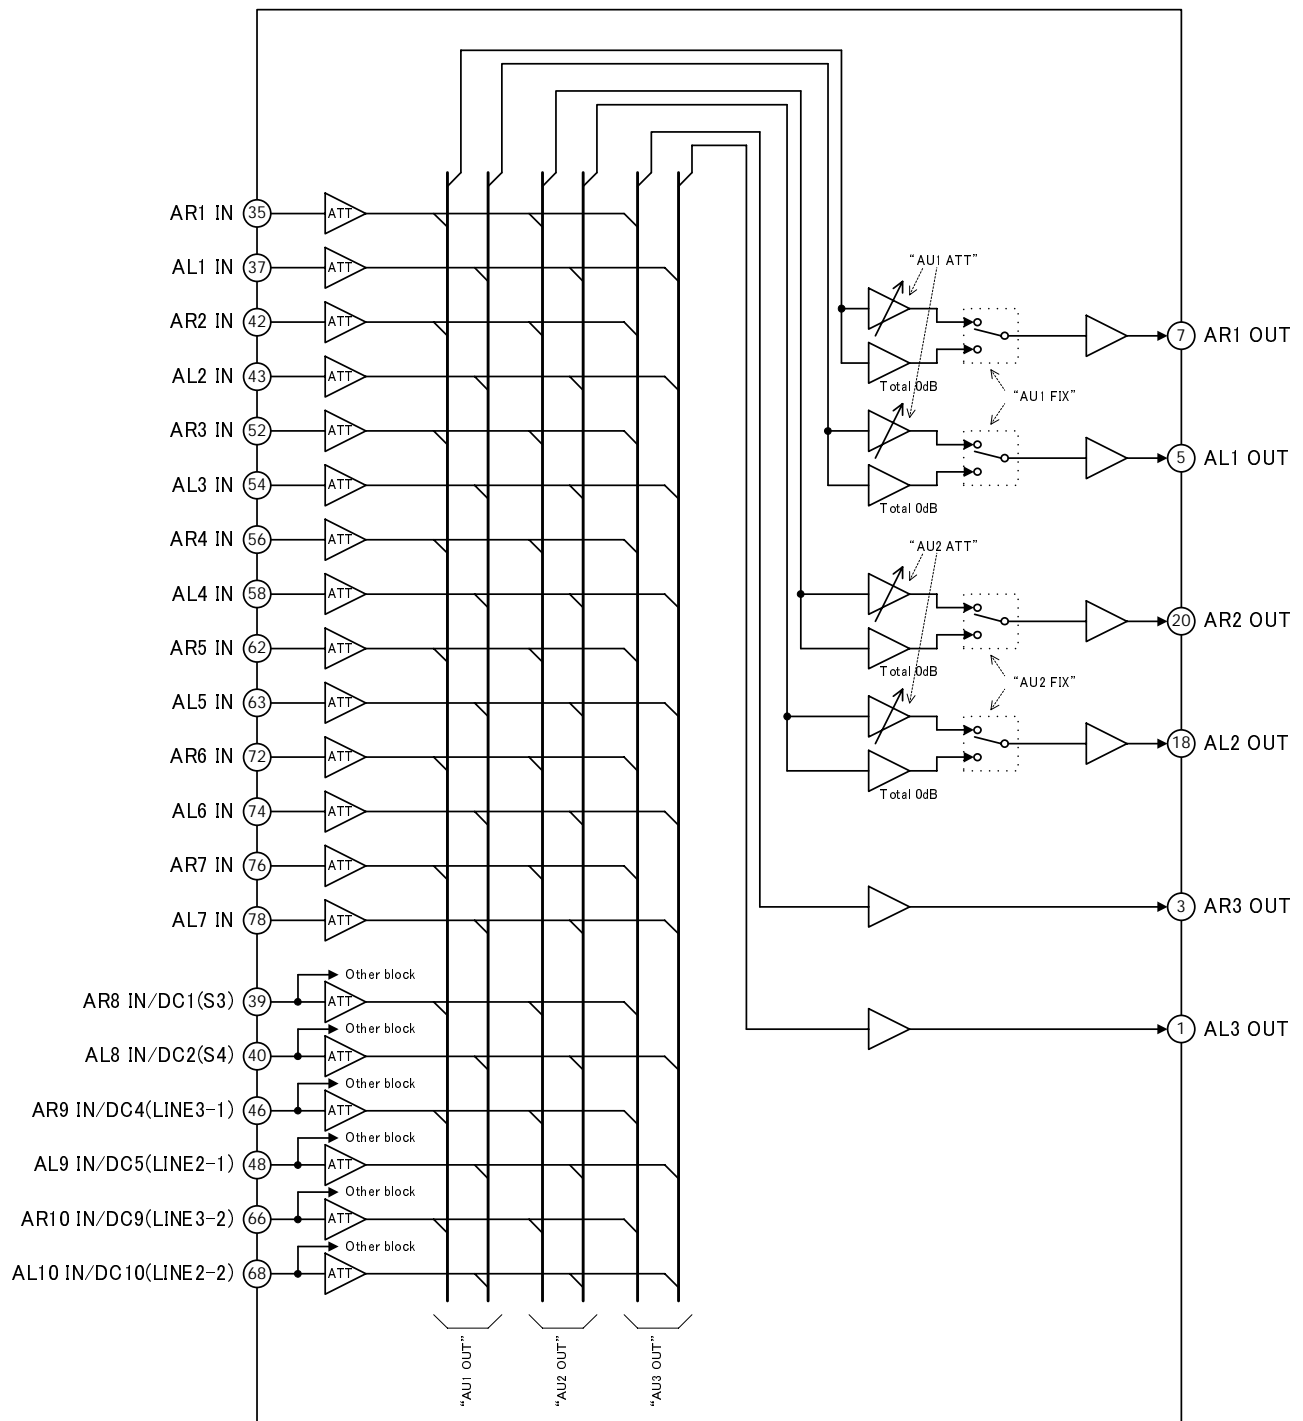 AR1 IN 35 ATT
AL1 IN 37 ATT
AR2 IN 42 ATT
AL2 IN 43 ATT
AR3 IN 52 ATT
AL3 IN 54 ATT
AR4 IN 56 ATT
AL4 IN 58 ATT
AR5 IN 62 ATT
AL5 IN 63 ATT
AR6 IN 72 ATT
AL6 IN 74 ATT
AR7 IN 76 ATT
AL7 IN 78 ATT
Other block
AR8 IN/DC1(S3) 39 ATT
Other block
AL8 IN/DC2(S4) 40 ATT
Other block
AR9 IN/DC4(LINE3-1) 46 ATT
Other block
AL9 IN/DC5(LINE2-1) 48 ATT
Other block
AR10 IN/DC9(LINE3-2) 66 ATT
Other block
AL10 IN/DC10(LINE2-2) 68 ATT
“AU1 OUT”
“AU2 OUT”
“AU3 OUT”
“AU1 ATT”
7 AR1 OUT
Total 0dB
“AU1 FIX”
5 AL1 OUT
Total 0dB
“AU2 ATT”
20 AR2 OUT
Total 0dB
“AU2 FIX”
18 AL2 OUT
Total 0dB
3 AR3 OUT
1 AL3 OUT